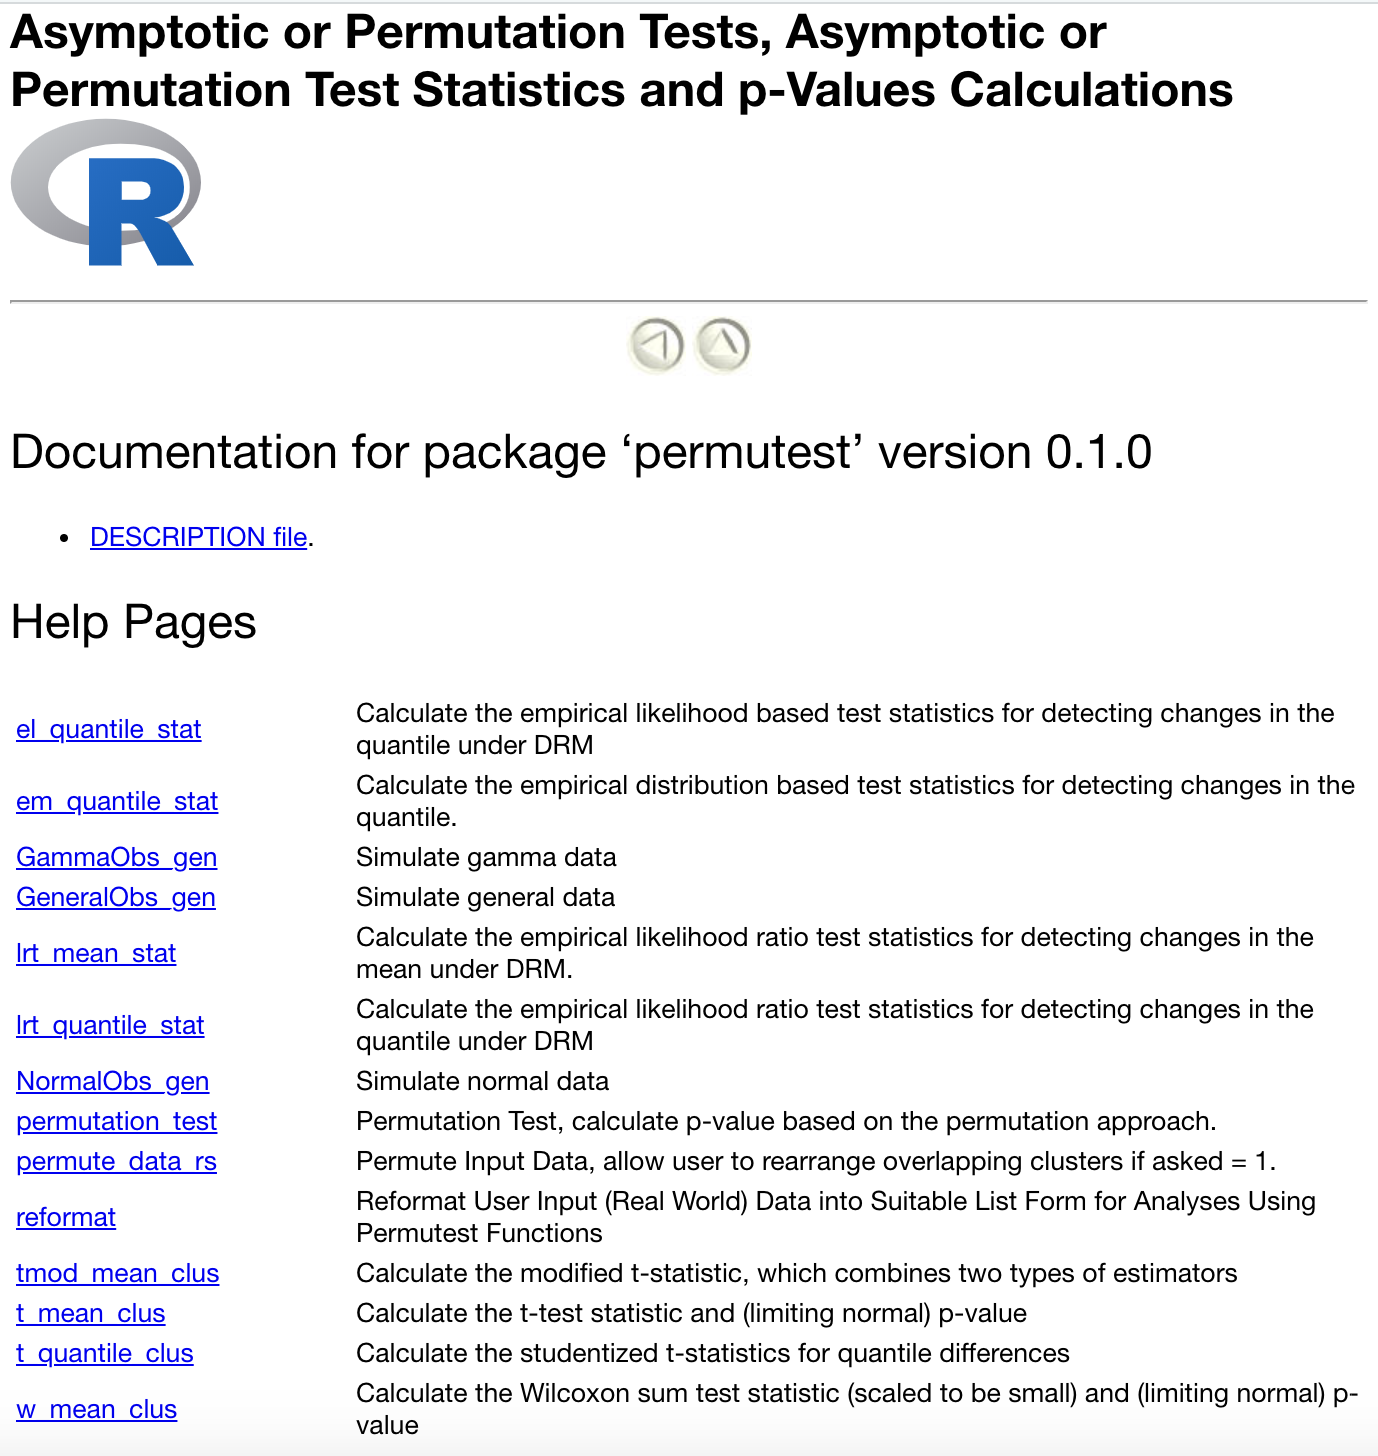 Asymptotic or Permutation Tests, Asymptotic or
Permutation Test Statistics and p-Values Calculations
R
Documentation for package ‘permutest’ version 0.1.0
• DESCRIPTION file.
Help Pages
el_quantile_stat Calculate the empirical likelihood based test statistics for detecting changes in the
quantile under DRM
em_quantile_stat Calculate the empirical distribution based test statistics for detecting changes in the
quantile.
GammaObs_gen Simulate gamma data
GeneralObs_gen Simulate general data
lrt_mean_stat Calculate the empirical likelihood ratio test statistics for detecting changes in the
mean under DRM.
lrt_quantile_stat Calculate the empirical likelihood ratio test statistics for detecting changes in the
quantile under DRM
NormalObs_gen Simulate normal data
permutation_test Permutation Test, calculate p-value based on the permutation approach.
permute_data_rs Permute Input Data, allow user to rearrange overlapping clusters if asked = 1.
reformat Reformat User Input (Real World) Data into Suitable List Form for Analyses Using
Permutest Functions
tmod_mean_clus Calculate the modified t-statistic, which combines two types of estimators
t_mean_clus Calculate the t-test statistic and (limiting normal) p-value
t_quantile_clus Calculate the studentized t-statistics for quantile differences
w_mean_clus Calculate the Wilcoxon sum test statistic (scaled to be small) and (limiting normal) p-
value